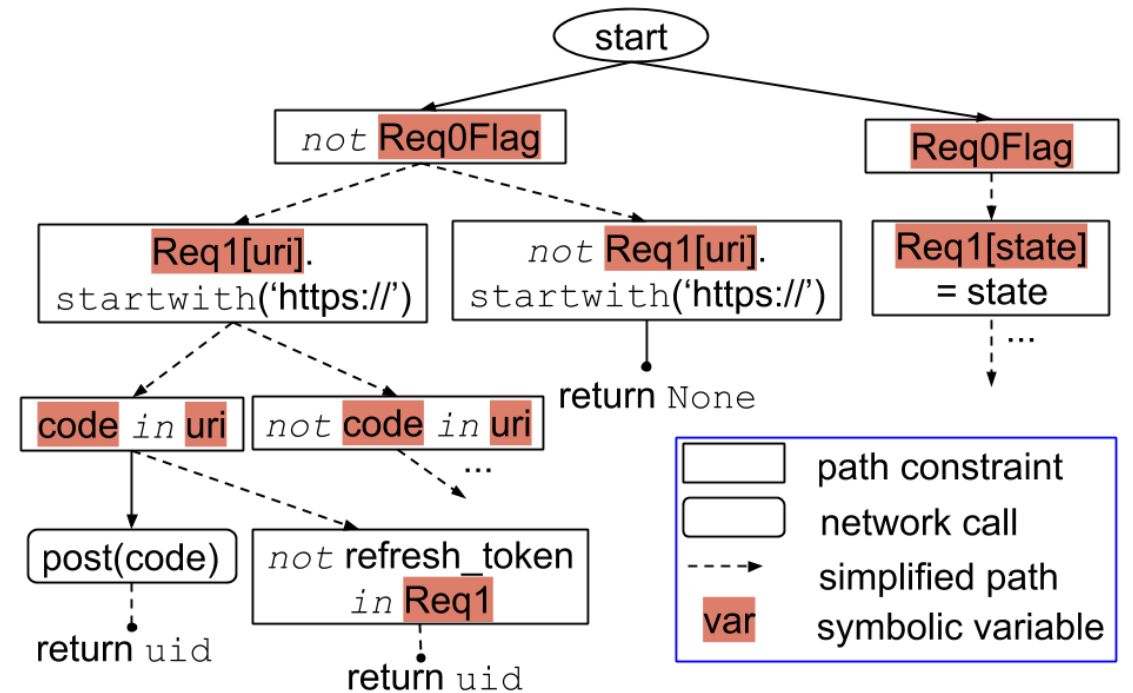 start
not Req0Flag
Req0Flag
Req1[uri].
startwith(‘https://’)
not Req1[uri].
startwith(‘https://’)
Req1[state]
= state
...
return None
code in uri
not code in uri
...
post(code)
not refresh_token
in Req1
return uid
return uid
path constraint
network call
simplified path
var
symbolic variable